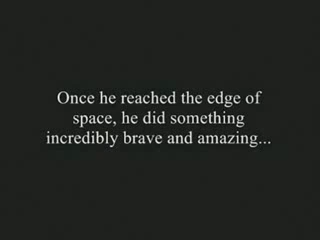 Once he reached the edge of
space, he did something
incredibly brave and amazing...